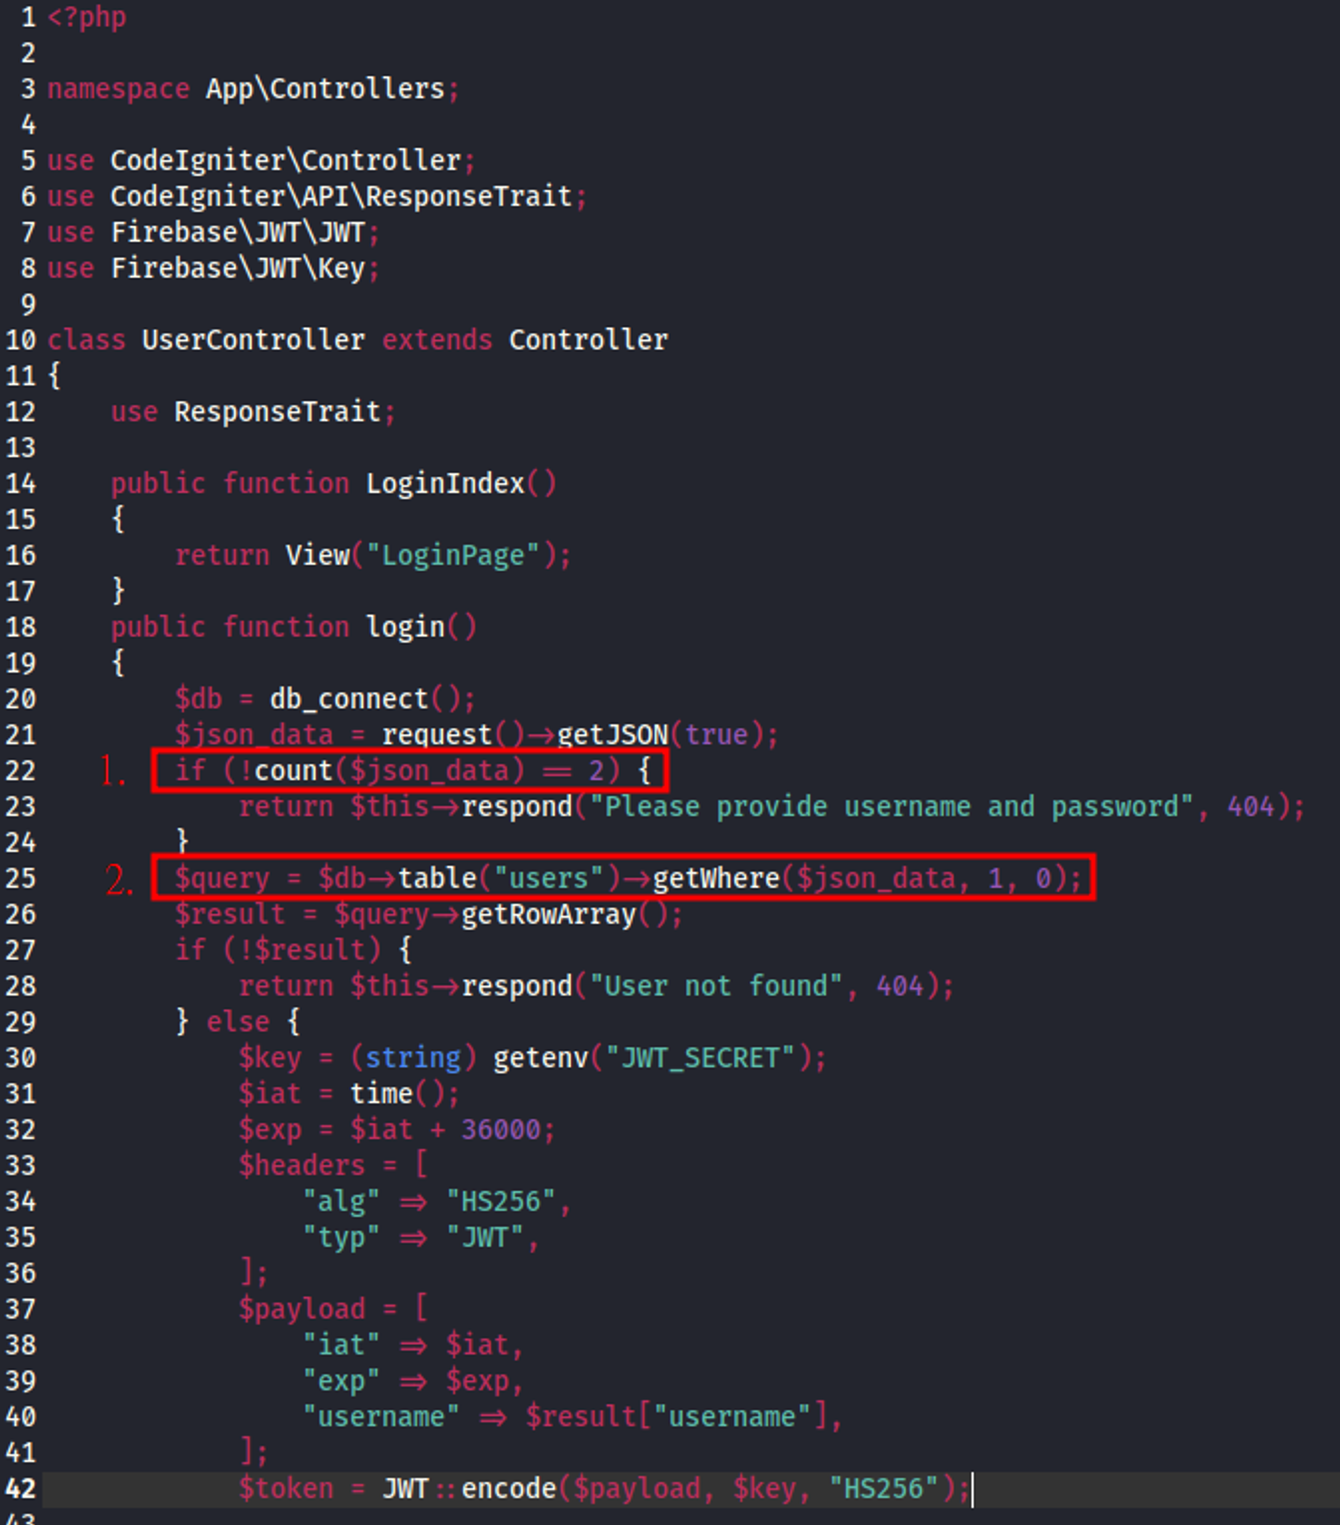 1 <?php
2
3 namespace App\Controllers;
4
5 use CodeIgniter\Controller;
6 use CodeIgniter\API\ResponseTrait;
7 use Firebase\JWT\JWT;
8 use Firebase\JWT\Key;
9
10 class UserController extends Controller
11 {
12     use ResponseTrait;
13
14     public function LoginIndex()
15     {
16         return View("LoginPage");
17     }
18     public function login()
19     {
20         $db = db_connect();
21         $json_data = request()->getJSON(true);
1. 22         if (!count($json_data) == 2) {
23             return $this->respond("Please provide username and password", 404);
24         }
2. 25         $query = $db->table("users")->getWhere($json_data, 1, 0);
26         $result = $query->getRowArray();
27         if (!$result) {
28             return $this->respond("User not found", 404);
29         } else {
30             $key = (string) getenv("JWT_SECRET");
31             $iat = time();
32             $exp = $iat + 36000;
33             $headers = [
34                 "alg" => "HS256",
35                 "typ" => "JWT",
36             ];
37             $payload = [
38                 "iat" => $iat,
39                 "exp" => $exp,
40                 "username" => $result["username"],
41             ];
42             $token = JWT::encode($payload, $key, "HS256");
43